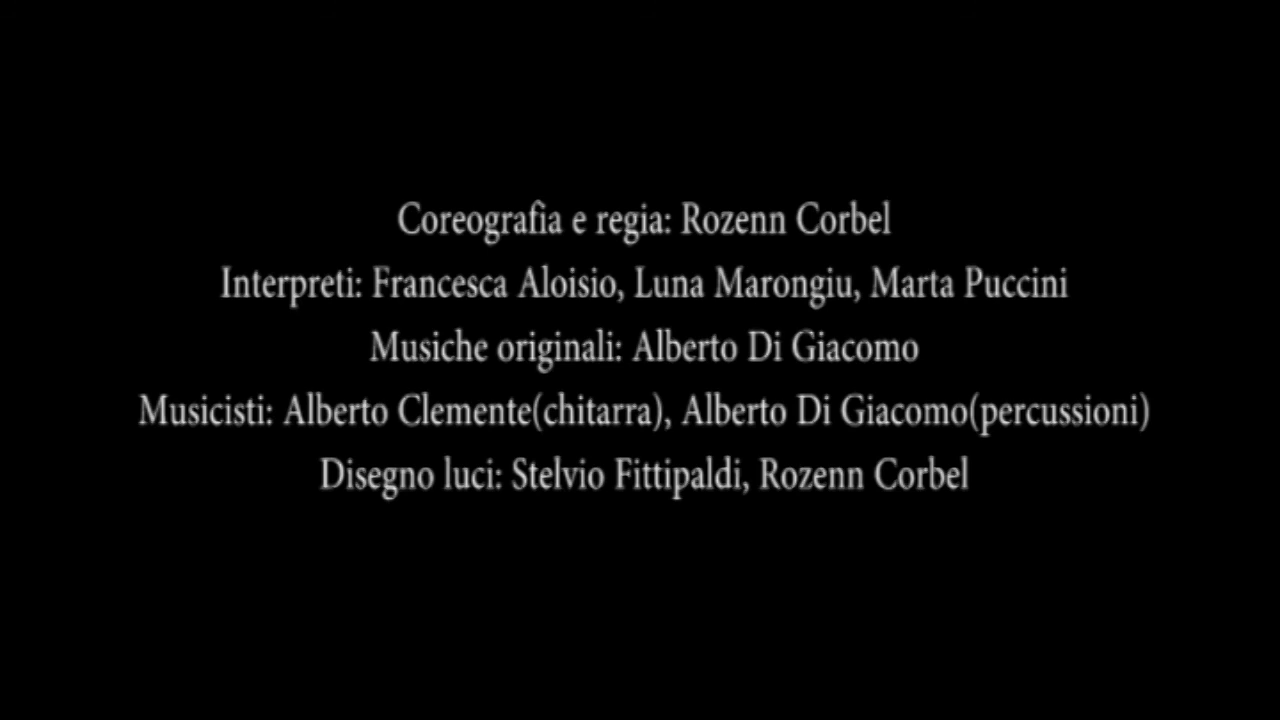 Coreografia e regia: Rozenn Corbel
Interpreti: Francesca Aloisio, Luna Marongiu, Marta Puccini
Musiche originali: Alberto Di Giacomo
Musicisti: Alberto Clemente(chitarra), Alberto Di Giacomo(percussioni)
Disegno luci: Stelvio Fittipaldi, Rozenn Corbel